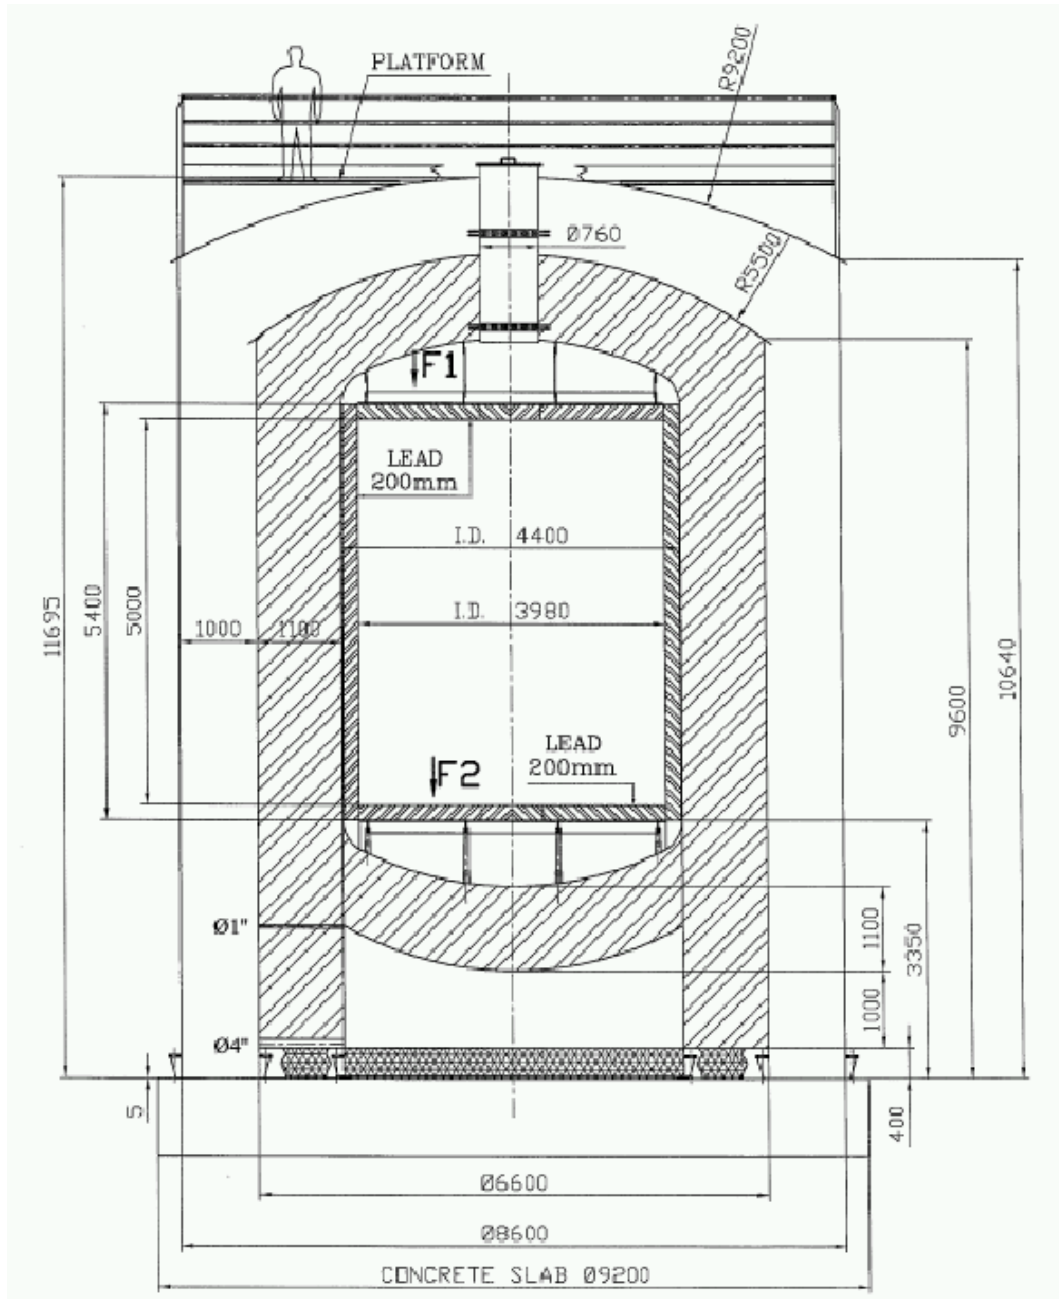 PLATFORM
R9200
Ø760
R5500
F1
LEAD
200mm
I.D. 4400
11695
5400
5000
I.D. 3980
1000
1100
10640
9600
LEAD
200mm
F2
Ø1"
1100
3350
1000
Ø4"
5
400
Ø6600
Ø8600
CONCRETE SLAB Ø9200